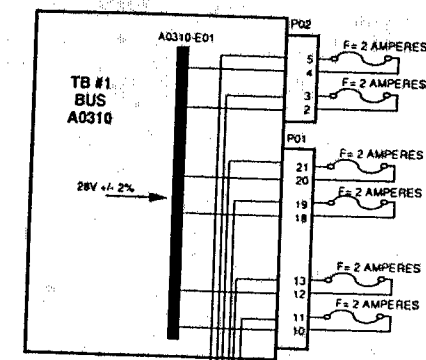 A0310-E01
P02
TB #1
BUS
A0310
5
F= 2 AMPERES
4
3
F= 2 AMPERES
2
P01
28V +/- 2%
21
F= 2 AMPERES
20
19
F= 2 AMPERES
18
13
F= 2 AMPERES
12
11
F= 2 AMPERES
10